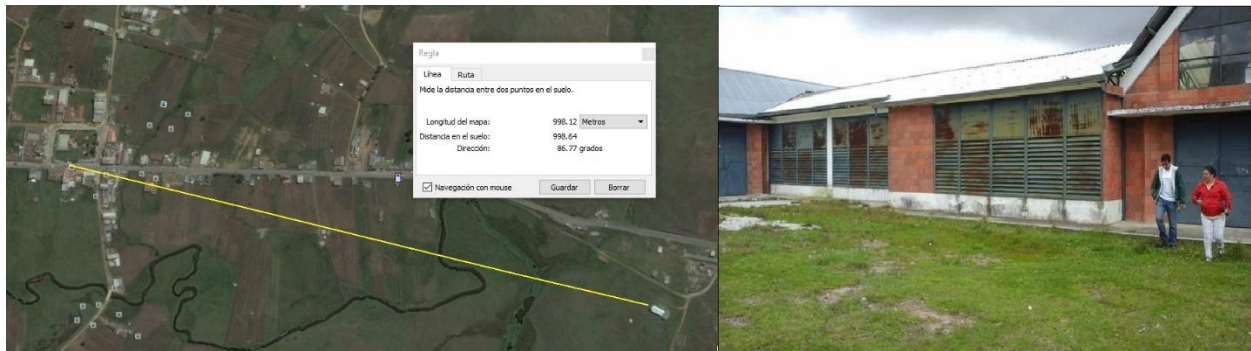 Regla
Línea Ruta
Mide la distancia entre dos puntos en el suelo.
Longitud del mapa: 998.12 Metros
Distancia en el suelo: 998.64
Dirección: 86.77 grados
Navegación con mouse Guardar Borrar